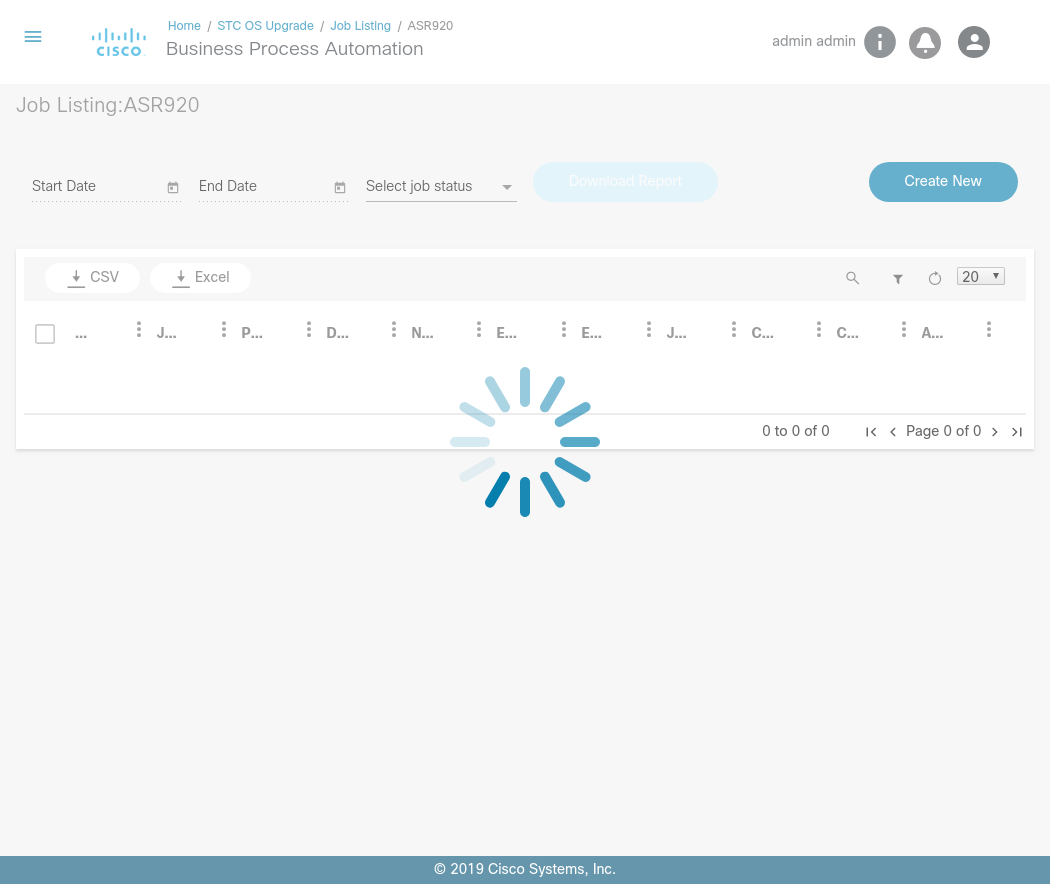 Home / STC OS Upgrade / Job Listing / ASR920
CISCO
Business Process Automation
admin admin
Job Listing:ASR920
Start Date
End Date
Select job status
Download Report
Create New
CSV
Excel
20
... J... P... D... N... E... E... J... C... C... A...
0 to 0 of 0
Page 0 of 0
© 2019 Cisco Systems, Inc.